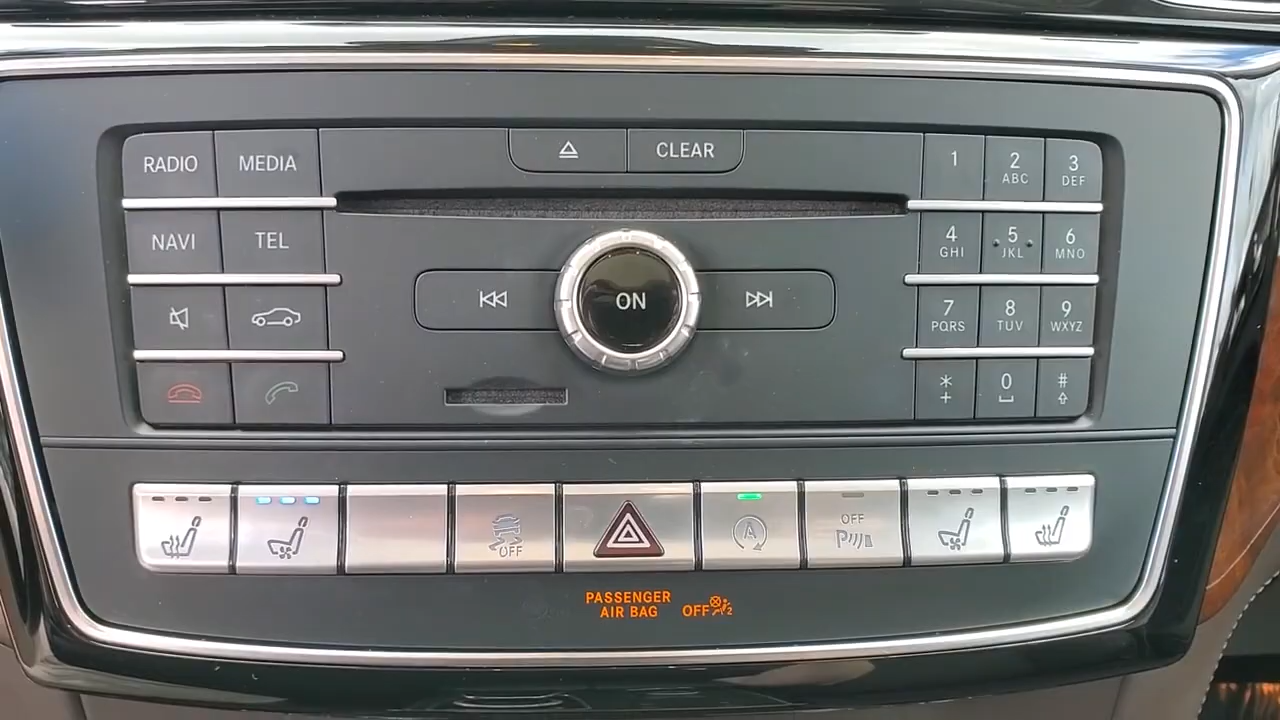 RADIO MEDIA CLEAR 1 2 3
ABC DEF
NAVI TEL 4 5 6
GHI JKL MNO
ON 7 8 9
PQRS TUV WXYZ
* 0 #
+
OFF A OFF
PASSENGER
AIR BAG OFF 2